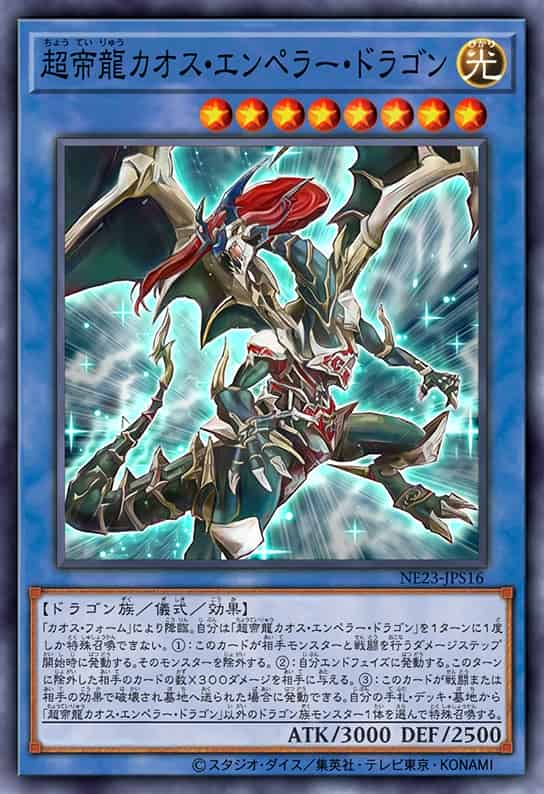 ちょう てい りゅう
超帝龍カオス・エンペラー・ドラゴン
ひかり
光
NE23-JPS16
【ドラゴン族／儀式／効果】
「カオス・フォーム」により降臨。自分は「超帝龍カオス・エンペラー・ドラゴン」を1ターンに1度
しか特殊召喚できない。①：このカードが相手モンスターと戦闘を行うダメージステップ
開始時に発動する。そのモンスターを除外する。②：自分エンドフェイズに発動する。このターン
に除外した相手のカードの数×300ダメージを相手に与える。③：このカードが戦闘または
相手の効果で破壊され墓地へ送られた場合に発動できる。自分の手札・デッキ・墓地から
「超帝龍カオス・エンペラー・ドラゴン」以外のドラゴン族モンスター1体を選んで特殊召喚する。
ATK/3000 DEF/2500
©スタジオ・ダイス/集英社・テレビ東京・KONAMI